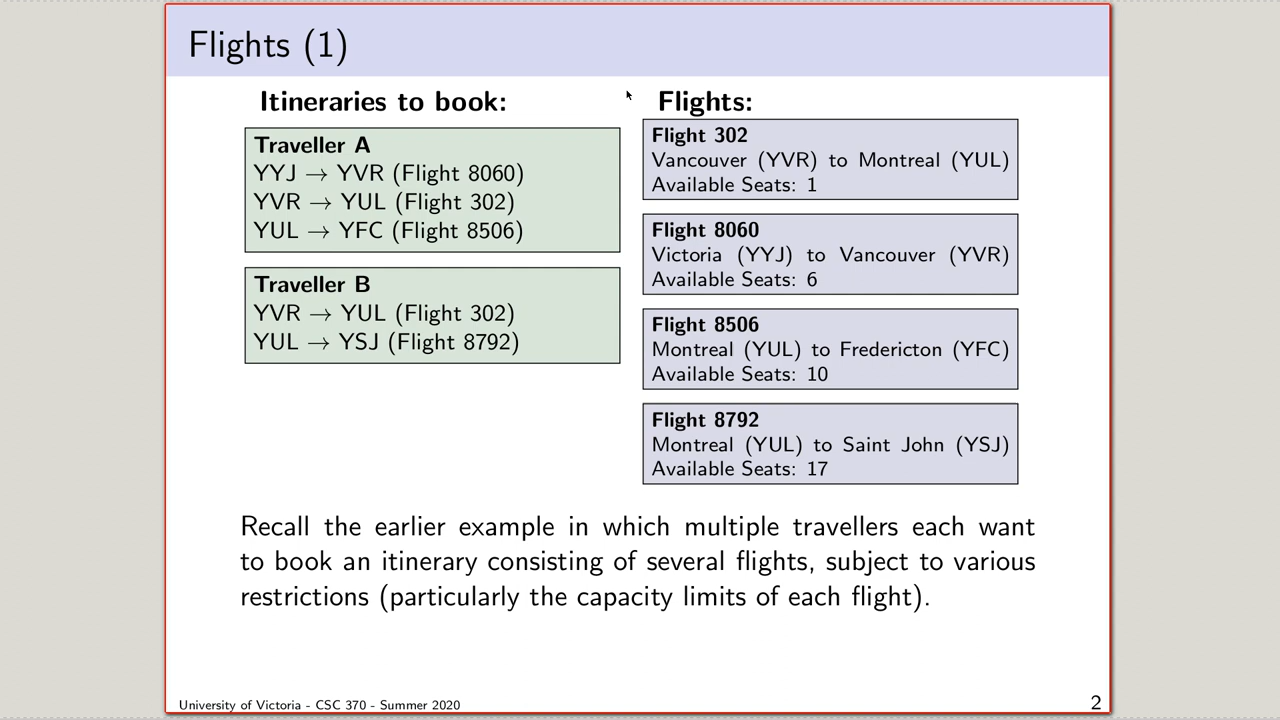 Flights (1)
Itineraries to book:
Traveller A
YYJ → YVR (Flight 8060)
YVR → YUL (Flight 302)
YUL → YFC (Flight 8506)
Traveller B
YVR → YUL (Flight 302)
YUL → YSJ (Flight 8792)
Flights:
Flight 302
Vancouver (YVR) to Montreal (YUL)
Available Seats: 1
Flight 8060
Victoria (YYJ) to Vancouver (YVR)
Available Seats: 6
Flight 8506
Montreal (YUL) to Fredericton (YFC)
Available Seats: 10
Flight 8792
Montreal (YUL) to Saint John (YSJ)
Available Seats: 17
Recall the earlier example in which multiple travellers each want
to book an itinerary consisting of several flights, subject to various
restrictions (particularly the capacity limits of each flight).
University of Victoria - CSC 370 - Summer 2020
2